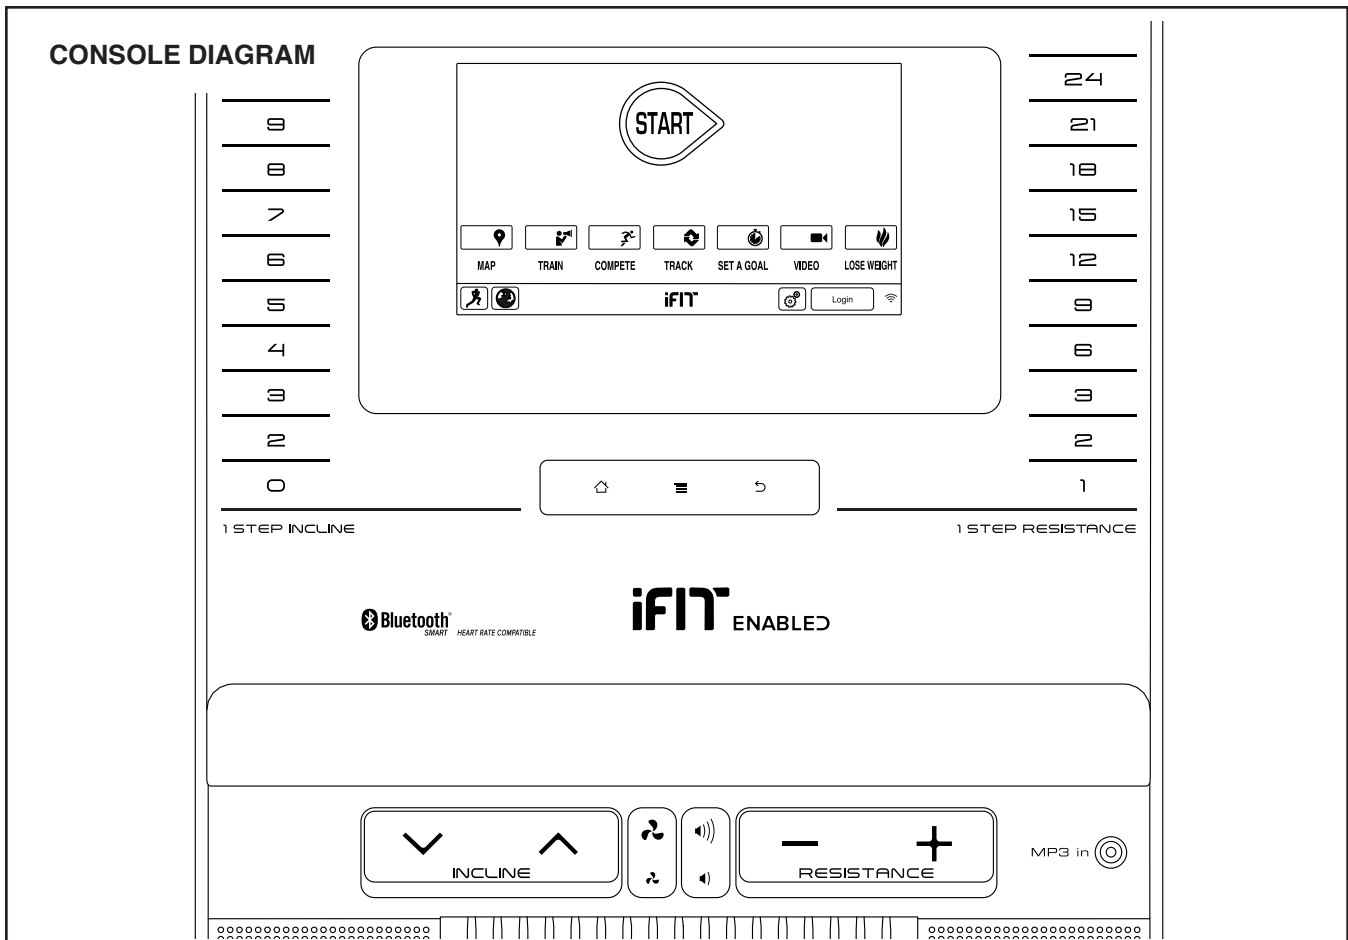 CONSOLE DIAGRAM
START
MAP TRAIN COMPETE TRACK SET A GOAL VIDEO LOSE WEIGHT
iFIT Login
9
8
7
6
5
4
3
2
0
1 STEP INCLINE
24
21
18
15
12
9
6
3
2
1
1 STEP RESISTANCE
Bluetooth®
SMART HEART RATE COMPATIBLE
iFIT ENABLED
INCLINE
RESISTANCE
MP3 in